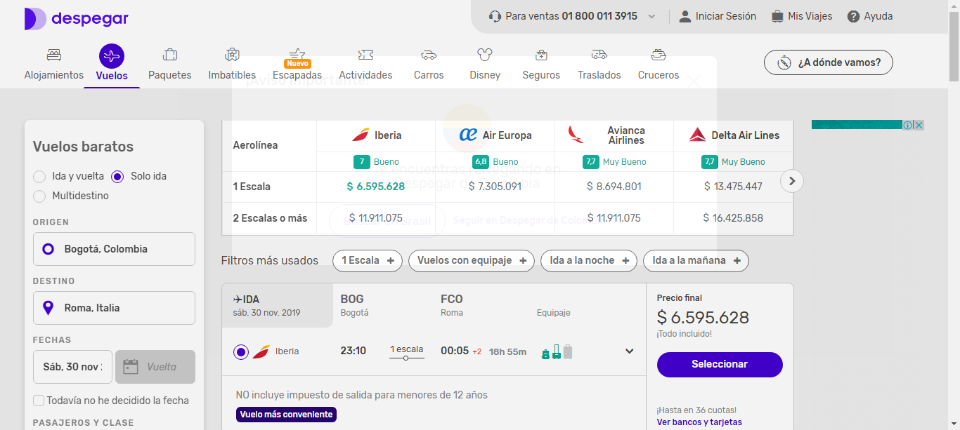 despegar
Para ventas 01 800 011 3915
Iniciar Sesión
Mis Viajes
Ayuda
Alojamientos
Vuelos
Paquetes
Imbatibles
Nuevo
Escapadas
Actividades
Carros
Disney
Seguros
Traslados
Cruceros
¿A dónde vamos?
Vuelos baratos
Ida y vuelta
Solo ida
Multidestino
ORIGEN
Bogotá, Colombia
DESTINO
Roma, Italia
FECHAS
Sáb, 30 nov
Vuelta
Todavía no he decidido la fecha
PASAJEROS Y CLASE
Aerolínea
Iberia
Air Europa
Avianca Airlines
Delta Air Lines
7 Bueno
6,8 Bueno
7,7 Muy Bueno
7,7 Muy Bueno
1 Escala
$ 6.595.628
$ 7.305.091
$ 8.694.801
$ 13.475.447
2 Escalas o más
$ 11.911.075
$ 11.911.075
$ 16.425.858
Filtros más usados
1 Escala +
Vuelos con equipaje +
Ida a la noche +
Ida a la mañana +
IDA
sáb. 30 nov. 2019
BOG
Bogotá
FCO
Roma
Equipaje
Iberia
23:10
1 escala
00:05 +2
18h 55m
NO incluye impuesto de salida para menores de 12 años
Vuelo más conveniente
Precio final
$ 6.595.628
¡Todo incluido!
Seleccionar
¡Hasta en 36 cuotas!
Ver bancos y tarjetas